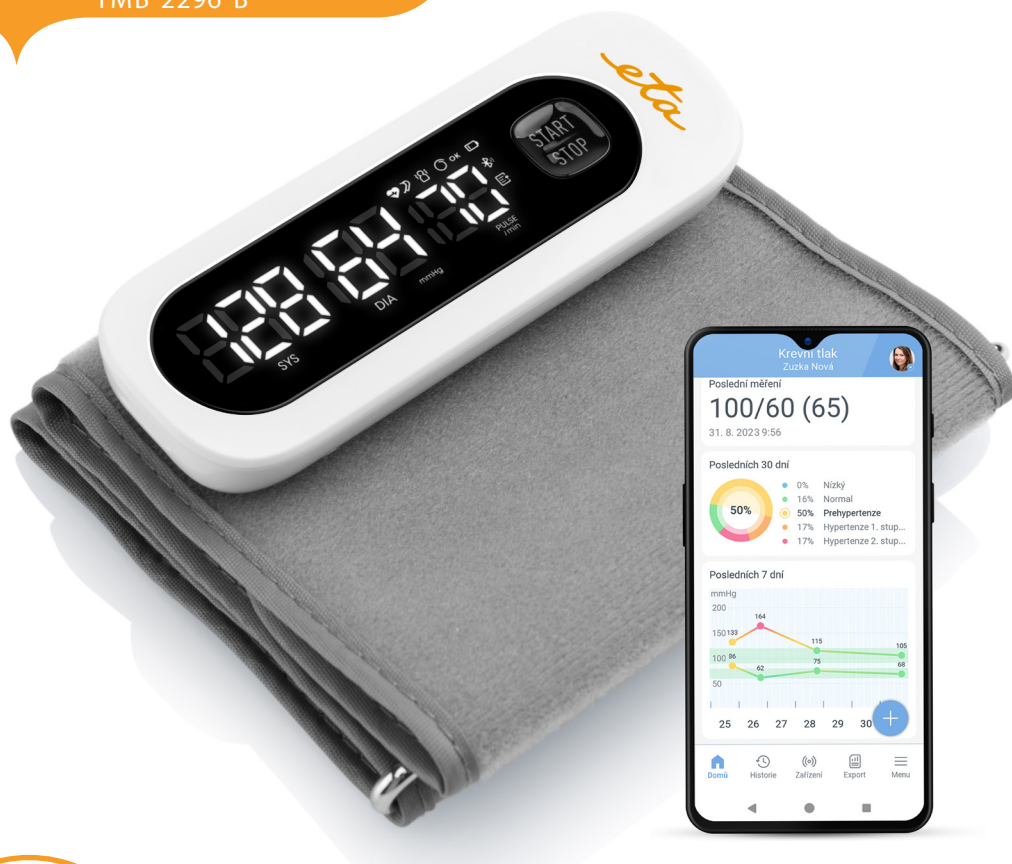 TMB 2296 B
eta
START
STOP
OK
128 84 70
PULSE
/min
mmHg
DIA
SYS
Krevní tlak
Zuzka Nová
Poslední měření
100/60 (65)
31. 8. 2023 9:56
Posledních 30 dní
50%
0% Nízký
16% Normal
50% Prehypertenze
17% Hypertenze 1. stup...
17% Hypertenze 2. stup...
Posledních 7 dní
mmHg
200
164
150
133
115
105
100
86
62
75
68
50
25 26 27 28 29 30
+
Domů Historie Zařízení Export Menu